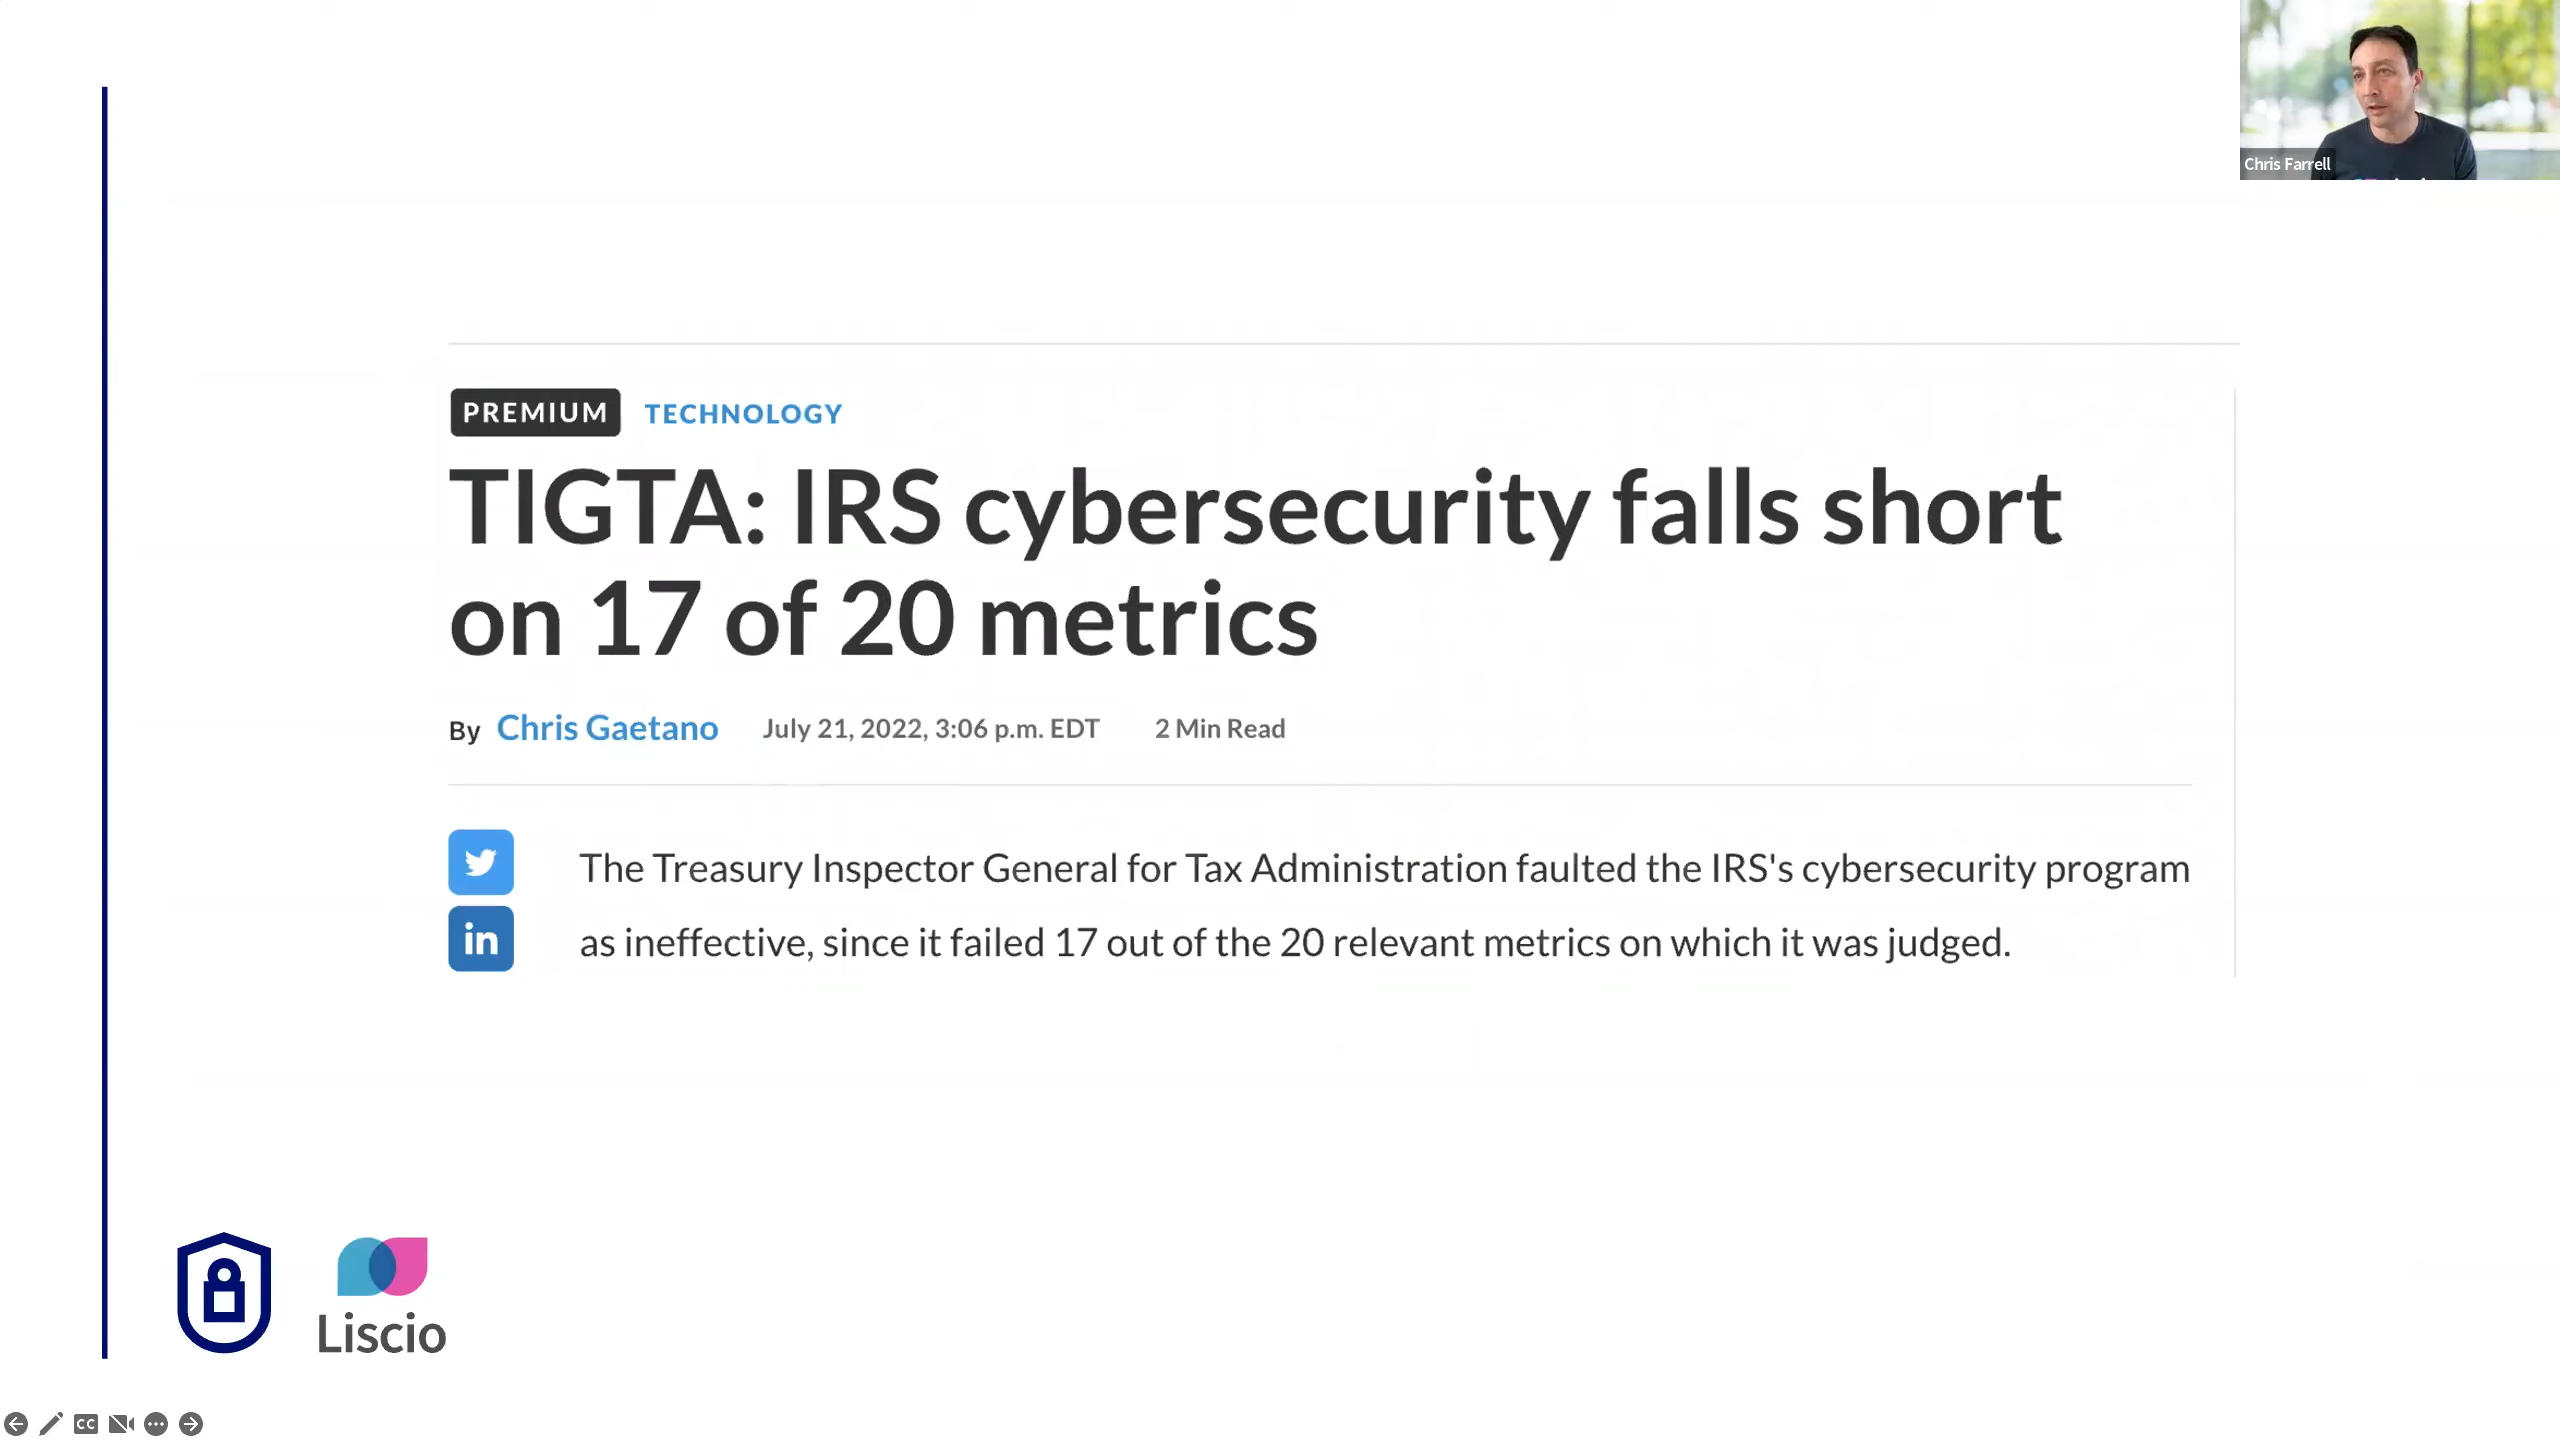 Chris Farrell
PREMIUM TECHNOLOGY
TIGTA: IRS cybersecurity falls short
on 17 of 20 metrics
By Chris Gaetano July 21, 2022, 3:06 p.m. EDT 2 Min Read
The Treasury Inspector General for Tax Administration faulted the IRS's cybersecurity program
in
as ineffective, since it failed 17 out of the 20 relevant metrics on which it was judged.
Liscio
CC